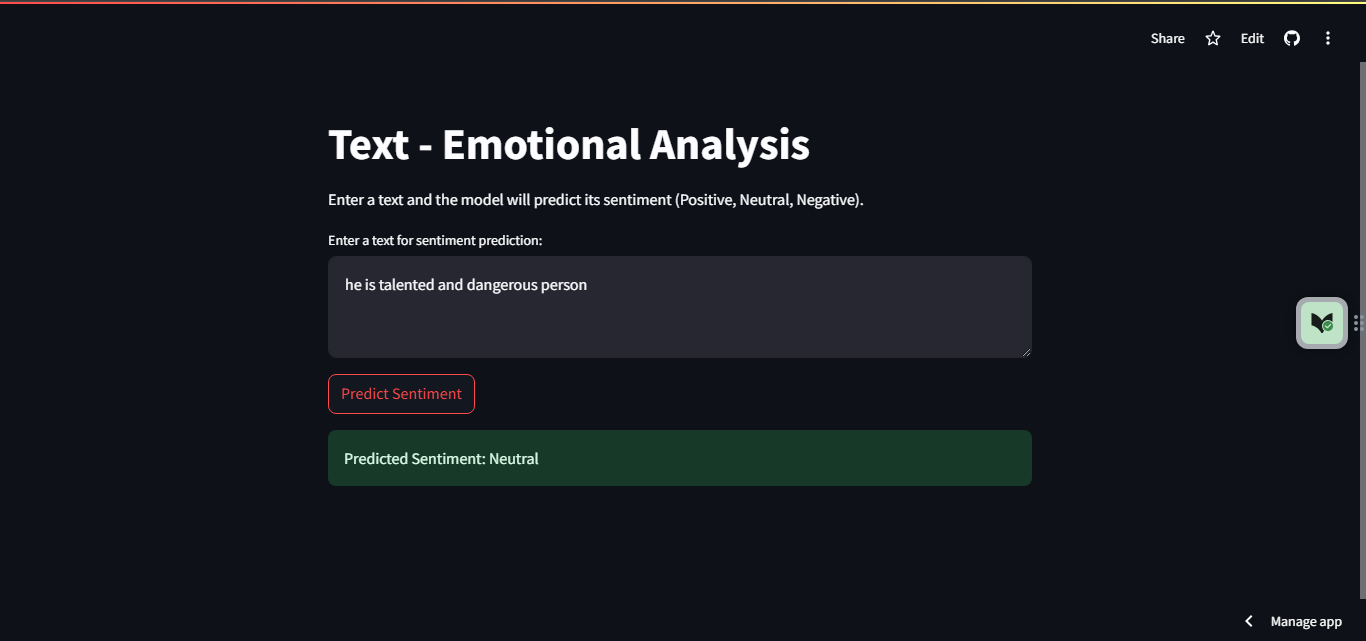 Share Edit
Text - Emotional Analysis
Enter a text and the model will predict its sentiment (Positive, Neutral, Negative).
Enter a text for sentiment prediction:
he is talented and dangerous person
Predict Sentiment
Predicted Sentiment: Neutral
Manage app